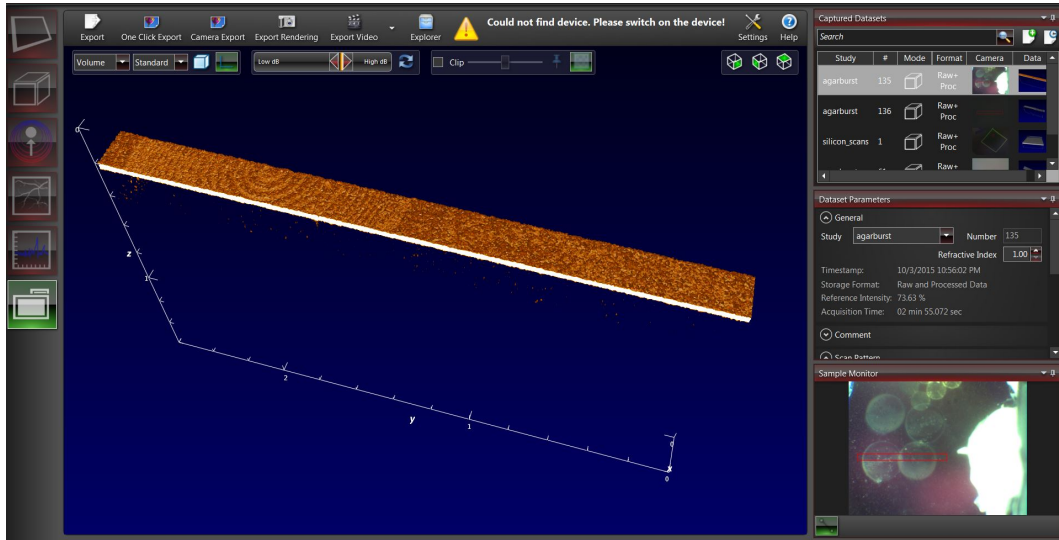 Export
One Click Export
Camera Export
Export Rendering
Export Video
Explorer
Could not find device. Please switch on the device!
Settings
Help
Volume
Standard
Low dB
High dB
Clip
0
z
1
2
y
1
0
x
0
Captured Datasets
Search
Study # Mode Format Camera Data
agarburst 135 Raw+
Proc
agarburst 136 Raw+
Proc
silicon_scans 1 Raw+
Proc
Raw+
Dataset Parameters
General
Study agarburst Number 135
Refractive Index 1.00
Timestamp: 10/3/2015 10:56:02 PM
Storage Format: Raw and Processed Data
Reference Intensity: 73.63 %
Acquisition Time: 02 min 55.072 sec
Comment
Scan Pattern
Sample Monitor